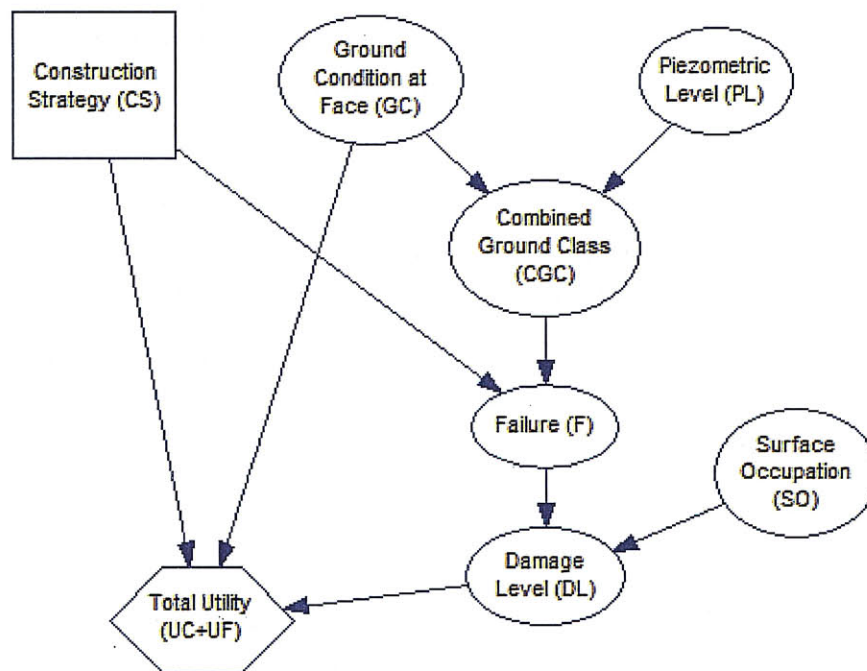 Construction
Strategy (CS)
Ground
Condition at
Face (GC)
Piezometric
Level (PL)
Combined
Ground Class
(CGC)
Failure (F)
Surface
Occupation
(SO)
Damage
Level (DL)
Total Utility
(UC+UF)